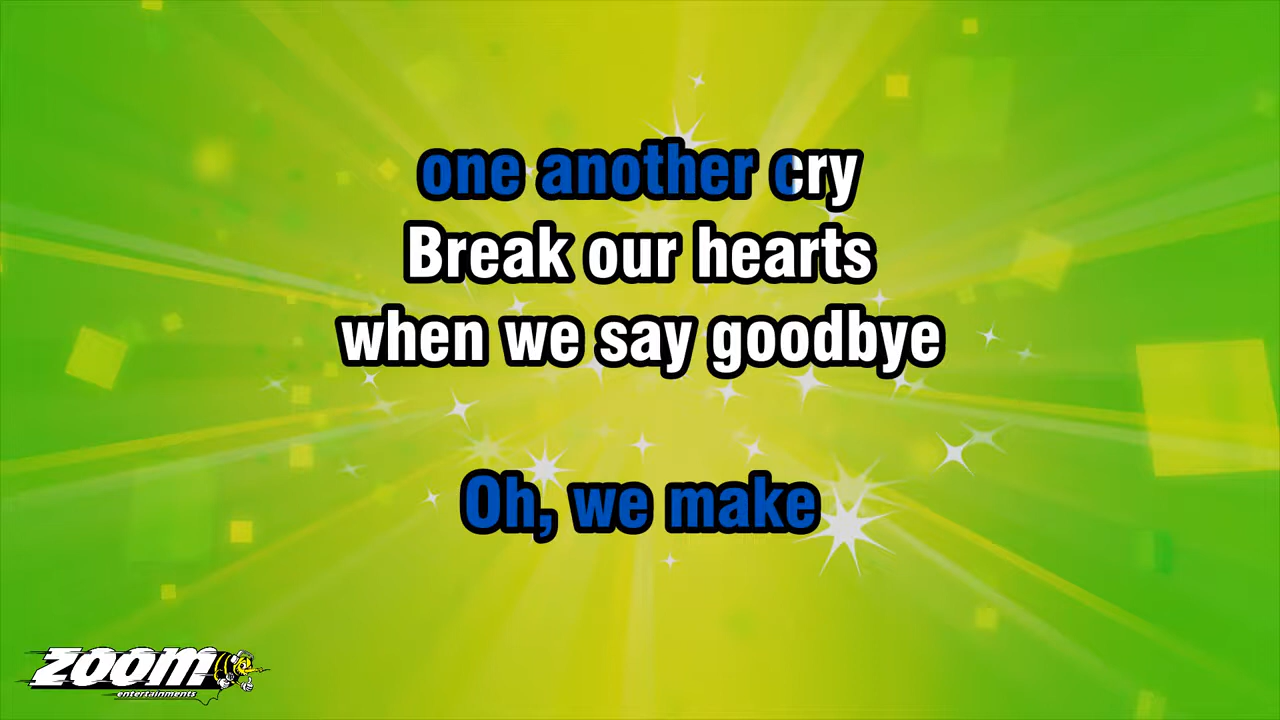 one another cry
Break our hearts
when we say goodbye
Oh, we make
ZOOM
entertainments